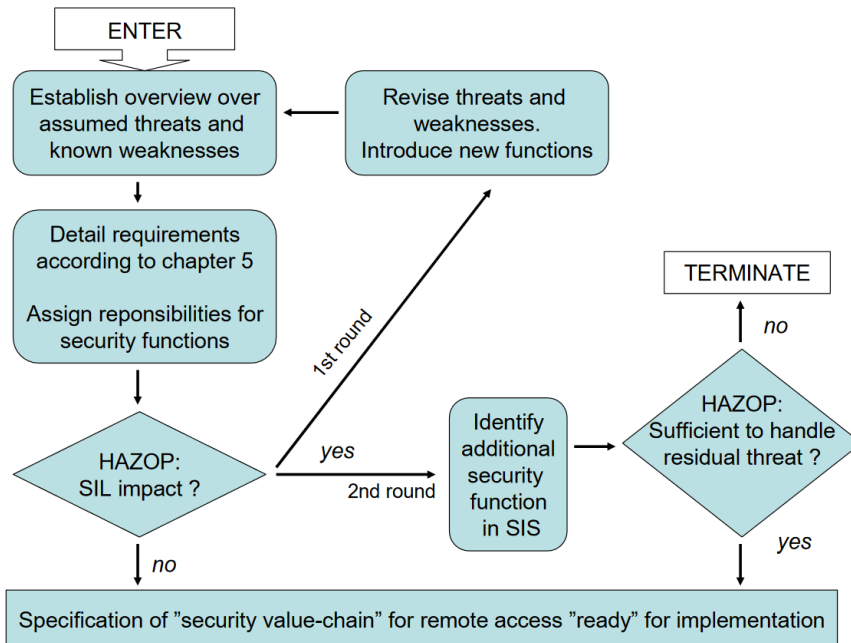 ENTER
Establish overview over
assumed threats and
known weaknesses
Revise threats and
weaknesses.
Introduce new functions
Detail requirements
according to chapter 5
Assign reponsibilities for
security functions
TERMINATE
no
1st round
HAZOP:
Sufficient to handle
residual threat ?
Identify
additional
security
function
in SIS
HAZOP:
SIL impact ?
yes
2nd round
no
yes
Specification of ”security value-chain” for remote access ”ready” for implementation